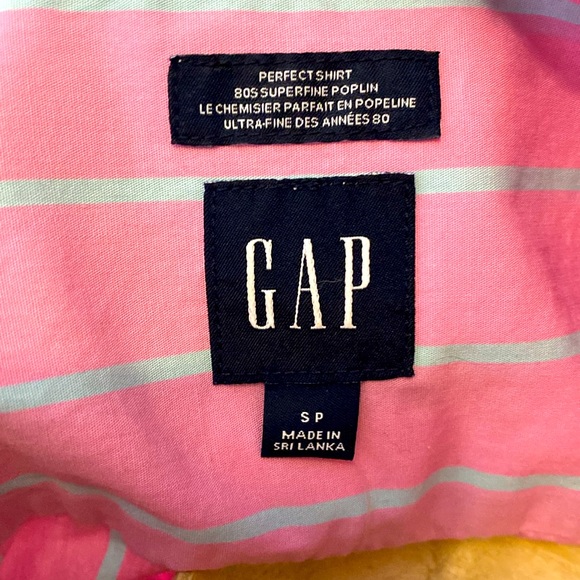 PERFECT SHIRT
80S SUPERFINE POPLIN
LE CHEMISIER PARFAIT EN POPELINE
ULTRA-FINE DES ANNÉES 80
GAP
S P
MADE IN
SRI LANKA